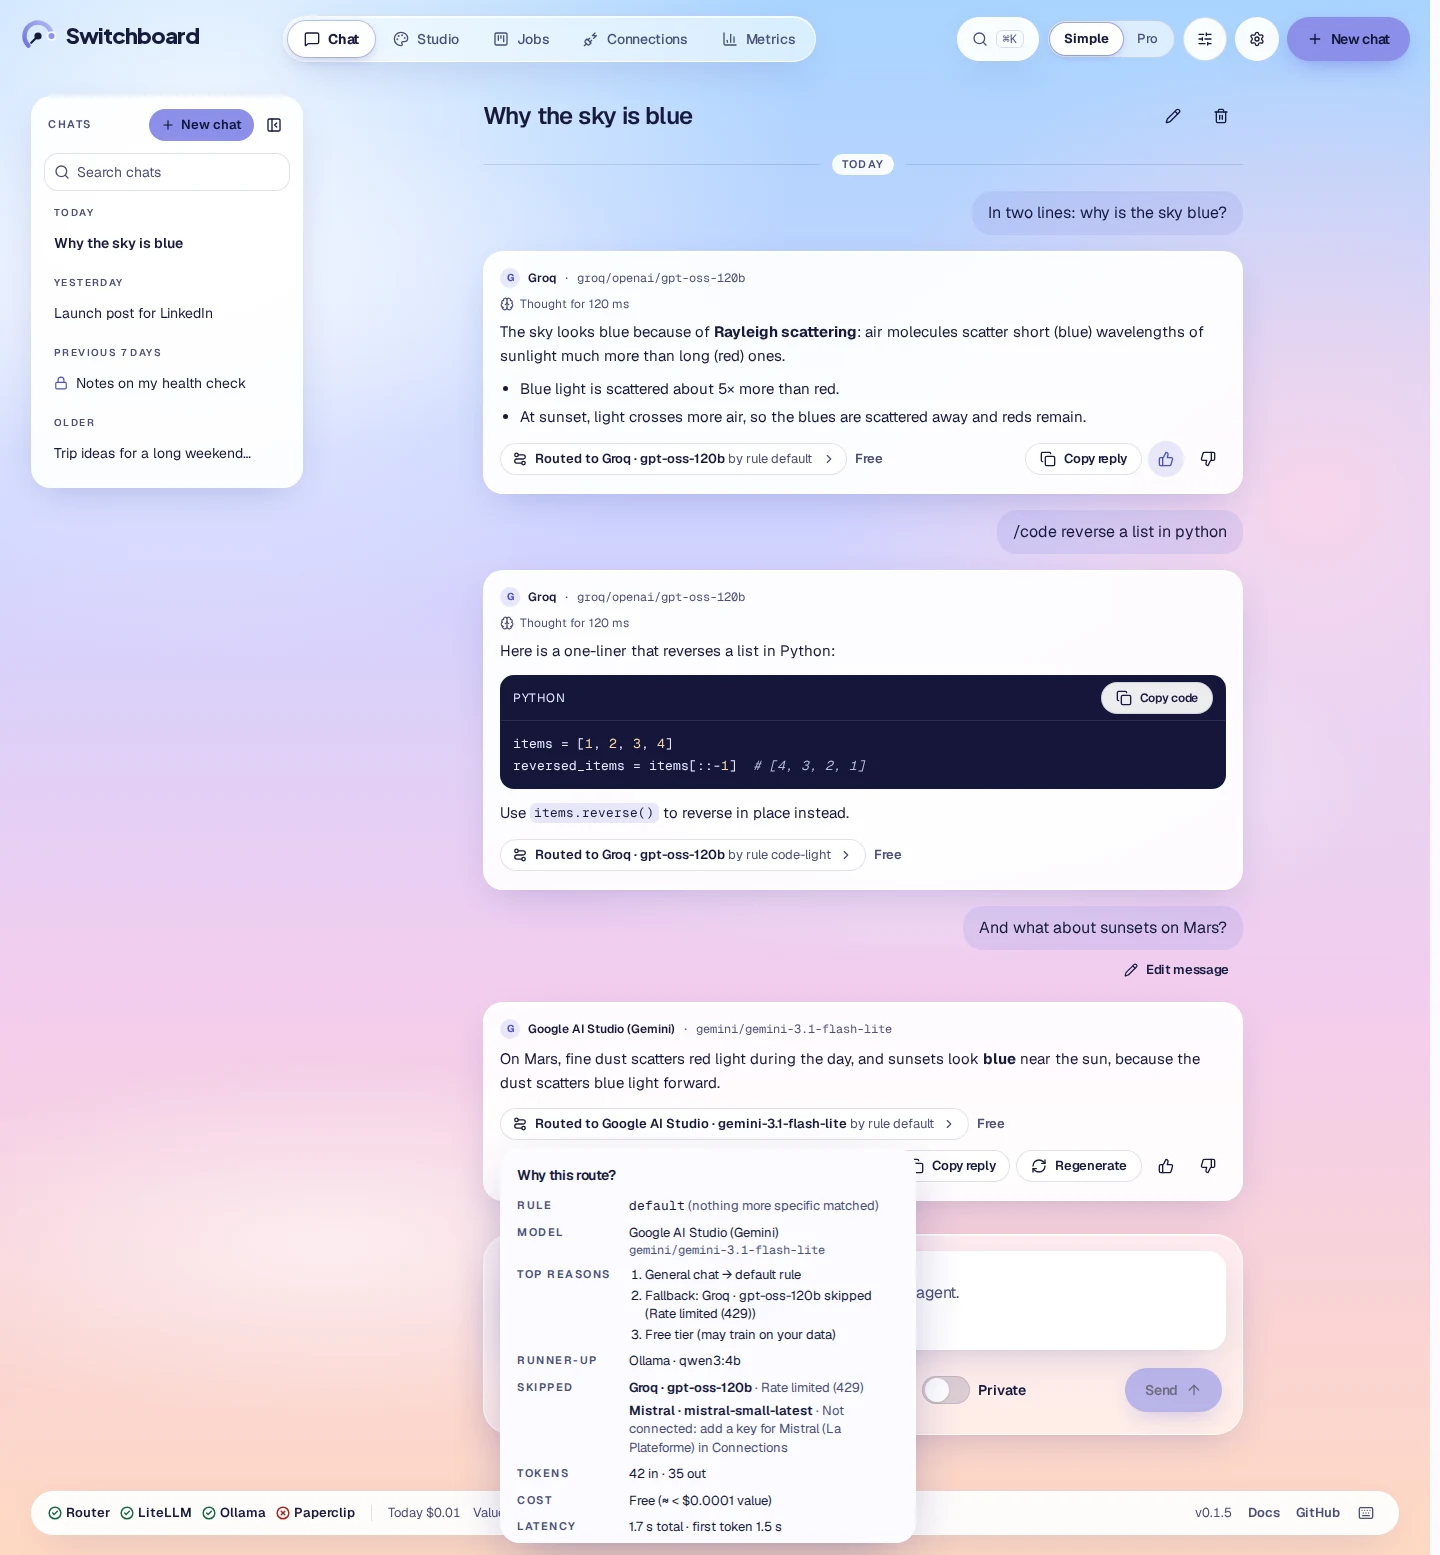 Switchboard
Chat
Studio
Jobs
Connections
Metrics
⌘K
Simple
Pro
New chat
CHATS
New chat
Search chats
TODAY
Why the sky is blue
YESTERDAY
Launch post for LinkedIn
PREVIOUS 7 DAYS
Notes on my health check
OLDER
Trip ideas for a long weekend...
Why the sky is blue
TODAY
In two lines: why is the sky blue?
G Groq · groq/openai/gpt-oss-120b
Thought for 120 ms
The sky looks blue because of Rayleigh scattering: air molecules scatter short (blue) wavelengths of
sunlight much more than long (red) ones.
• Blue light is scattered about 5× more than red.
• At sunset, light crosses more air, so the blues are scattered away and reds remain.
Routed to Groq · gpt-oss-120b by rule default
Free
Copy reply
/code reverse a list in python
G Groq · groq/openai/gpt-oss-120b
Thought for 120 ms
Here is a one-liner that reverses a list in Python:
PYTHON
Copy code
items = [1, 2, 3, 4]
reversed_items = items[::-1]  # [4, 3, 2, 1]
Use items.reverse() to reverse in place instead.
Routed to Groq · gpt-oss-120b by rule code-light
Free
And what about sunsets on Mars?
Edit message
G Google AI Studio (Gemini) · gemini/gemini-3.1-flash-lite
On Mars, fine dust scatters red light during the day, and sunsets look blue near the sun, because the
dust scatters blue light forward.
Routed to Google AI Studio · gemini-3.1-flash-lite by rule default
Free
Copy reply
Regenerate
Why this route?
RULE
default (nothing more specific matched)
MODEL
Google AI Studio (Gemini)
gemini/gemini-3.1-flash-lite
TOP REASONS
1. General chat → default rule
2. Fallback: Groq · gpt-oss-120b skipped
(Rate limited (429))
3. Free tier (may train on your data)
RUNNER-UP
Ollama · qwen3:4b
SKIPPED
Groq · gpt-oss-120b · Rate limited (429)
Mistral · mistral-small-latest · Not
connected: add a key for Mistral (La
Plateforme) in Connections
TOKENS
42 in · 35 out
COST
Free (≈ < $0.0001 value)
LATENCY
1.7 s total · first token 1.5 s
agent.
Private
Send
Router
LiteLLM
Ollama
Paperclip
Today $0.01
v0.1.5
Docs
GitHub